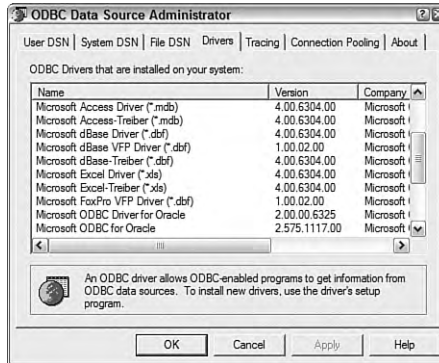 ODBC Data Source Administrator
User DSN System DSN File DSN Drivers Tracing Connection Pooling About
ODBC Drivers that are installed on your system:
Name Version Company
Microsoft Access Driver (*.mdb) 4.00.6304.00 Microsoft
Microsoft Access-Treiber (*.mdb) 4.00.6304.00 Microsoft
Microsoft dBase Driver (*.dbf) 4.00.6304.00 Microsoft
Microsoft dBase VFP Driver (*.dbf) 1.00.02.00 Microsoft
Microsoft dBase-Treiber (*.dbf) 4.00.6304.00 Microsoft
Microsoft Excel Driver (*.xls) 4.00.6304.00 Microsoft
Microsoft Excel-Treiber (*.xls) 4.00.6304.00 Microsoft
Microsoft FoxPro VFP Driver (*.dbf) 1.00.02.00 Microsoft
Microsoft ODBC Driver for Oracle 2.00.00.6325 Microsoft
Microsoft ODBC for Oracle 2.575.1117.00 Microsoft
An ODBC driver allows ODBC-enabled programs to get information from
ODBC data sources. To install new drivers, use the driver's setup
program.
OK Cancel Apply Help